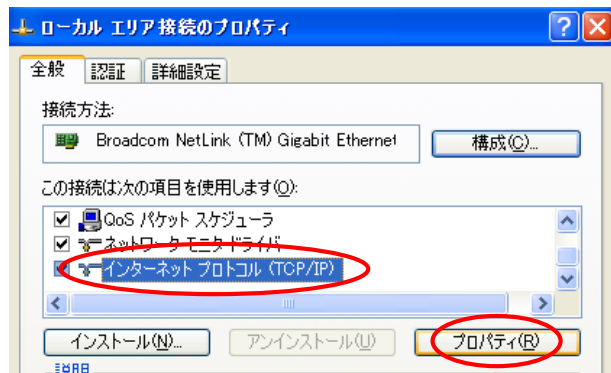 ローカル エリア接続のプロパティ
全般 認証 詳細設定
接続方法:
Broadcom NetLink (TM) Gigabit Ethernet 構成(C)...
この接続は次の項目を使用します(O):
QoS パケット スケジューラ
ネットワーク モニタ ドライバ
インターネット プロトコル (TCP/IP)
インストール(N)... アンインストール(U) プロパティ(R)
説明